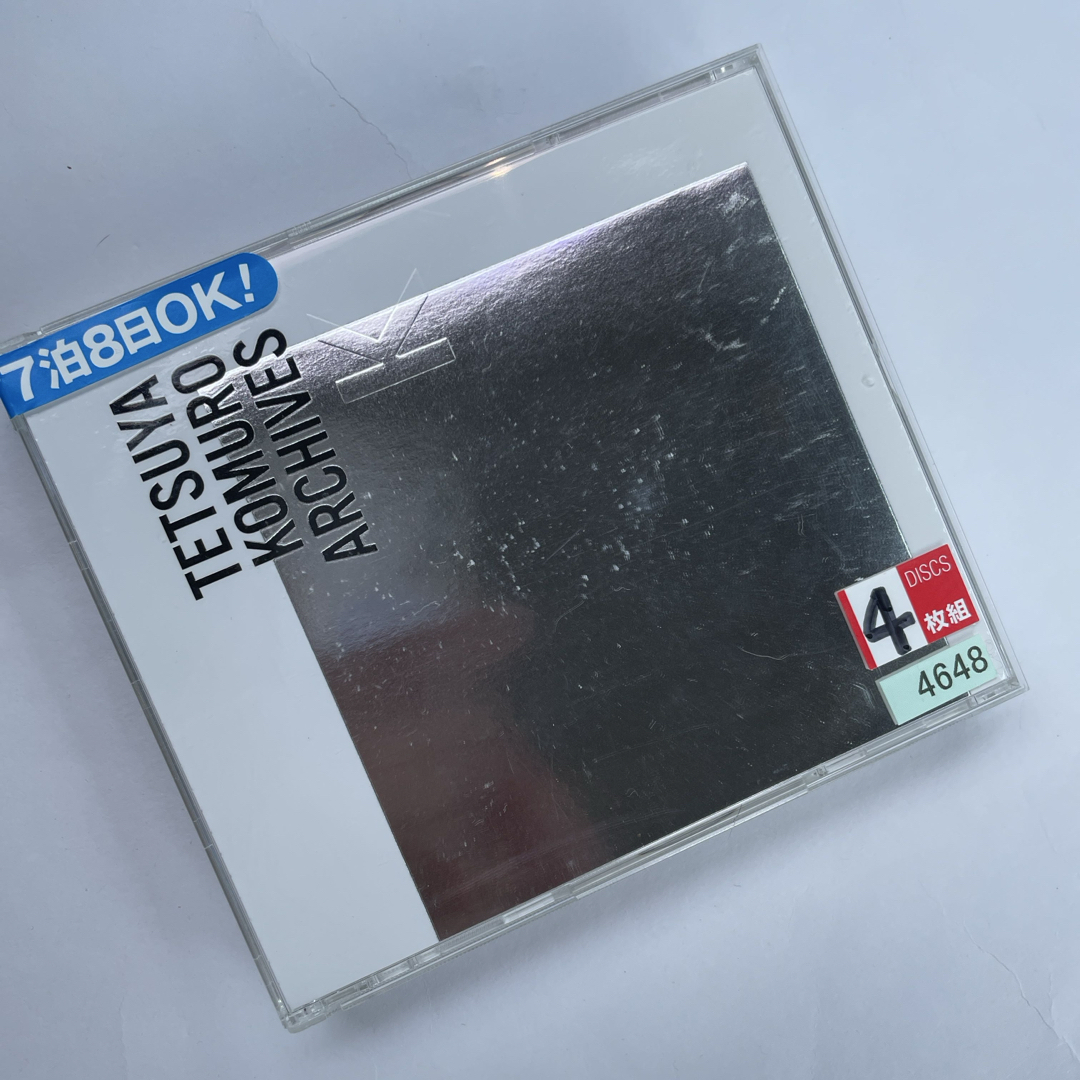 7泊8日OK!
TETSUYA
KOMURO
ARCHIVES
K
4
DISCS
枚組
4648